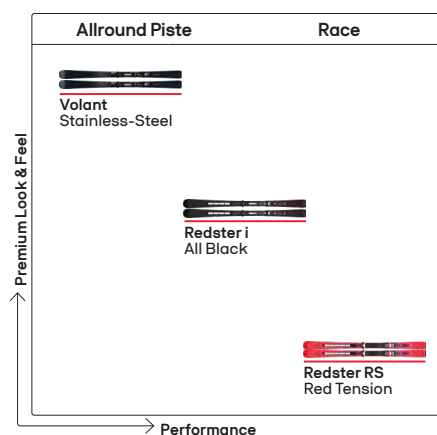 Allround Piste
Race
Volant
Stainless-Steel
Redster i
All Black
Redster RS
Red Tension
Premium Look & Feel
Performance